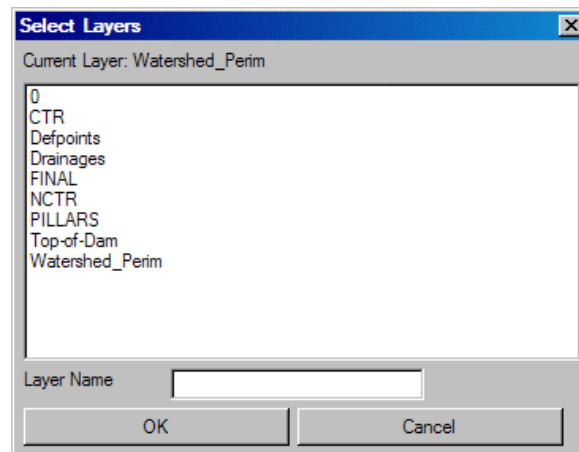 Select Layers
Current Layer: Watershed_Perim
0
CTR
Defpoints
Drainages
FINAL
NCTR
PILLARS
Top-of-Dam
Watershed_Perim
Layer Name
OK Cancel